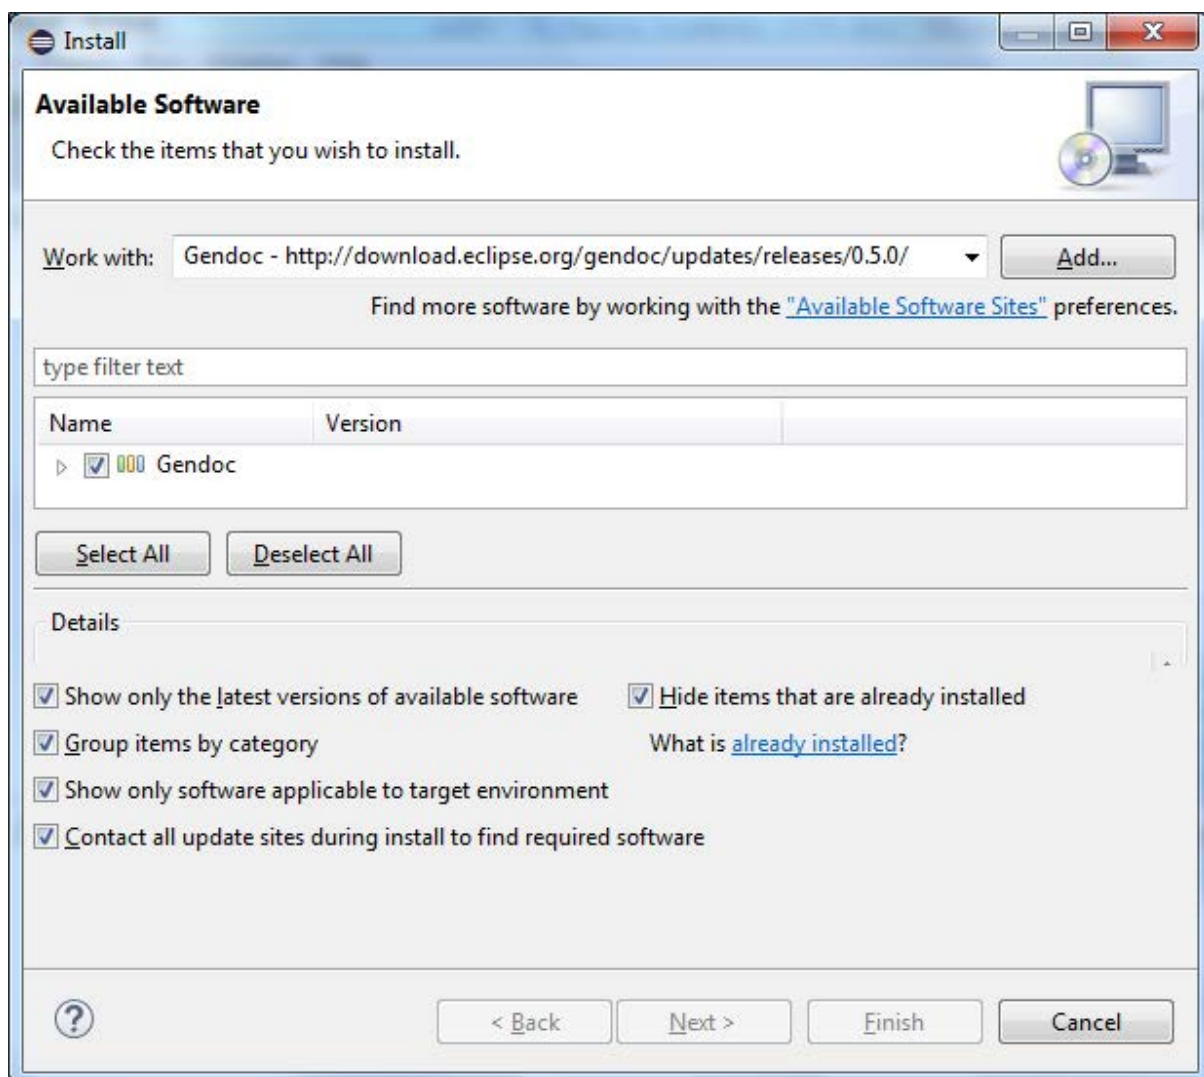 Install
Available Software
Check the items that you wish to install.
Work with: Gendoc - http://download.eclipse.org/gendoc/updates/releases/0.5.0/ Add...
Find more software by working with the "Available Software Sites" preferences.
type filter text
Name Version
Gendoc
Select All Deselect All
Details
Show only the latest versions of available software Hide items that are already installed
Group items by category What is already installed?
Show only software applicable to target environment
Contact all update sites during install to find required software
? < Back Next > Finish Cancel